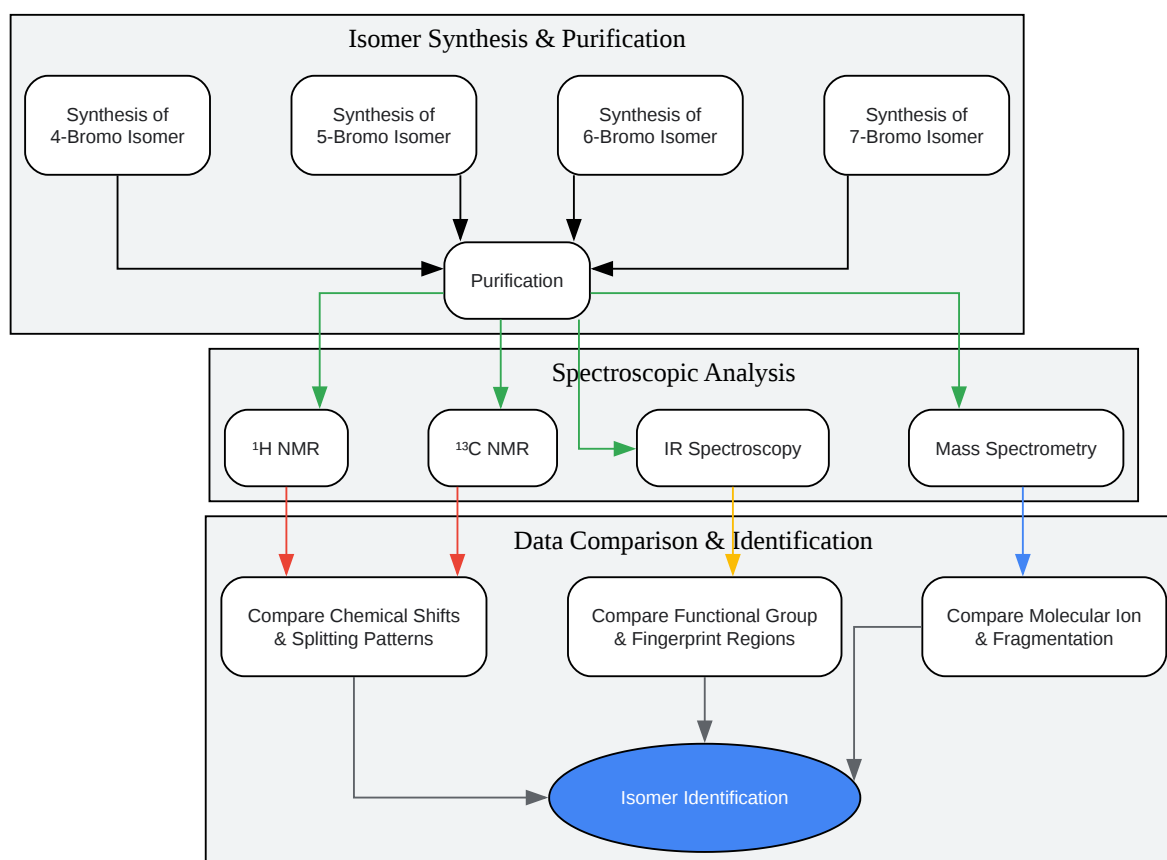 Isomer Synthesis & Purification
Synthesis of
4-Bromo Isomer
Synthesis of
5-Bromo Isomer
Synthesis of
6-Bromo Isomer
Synthesis of
7-Bromo Isomer
Purification
Spectroscopic Analysis
¹H NMR
¹³C NMR
IR Spectroscopy
Mass Spectrometry
Data Comparison & Identification
Compare Chemical Shifts
& Splitting Patterns
Compare Functional Group
& Fingerprint Regions
Compare Molecular Ion
& Fragmentation
Isomer Identification